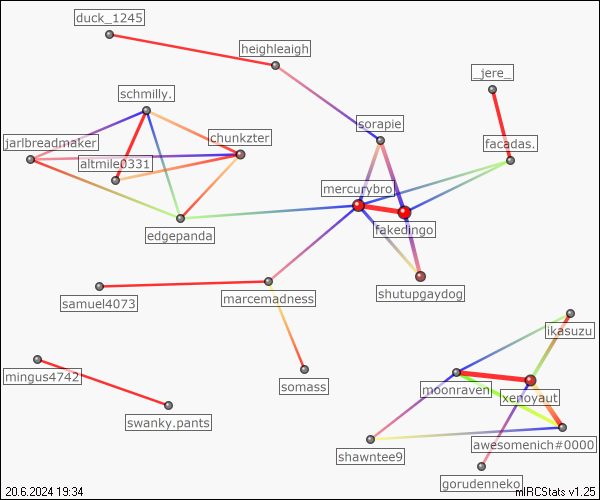 duck_1245
heighleaigh
_jere_
schmilly.
sorapie
jarlbreadmaker
chunkzter
facadas.
altmile0331
mercurybro
edgepanda
fakedingo
samuel4073
marcemadness
shutupgaydog
ikasuzu
mingus4742
somass
moonraven
xenoyaut
swanky.pants
awesomenich#0000
shawntee9
gorudenneko
20.6.2024 19:34
mIRCStats v1.25